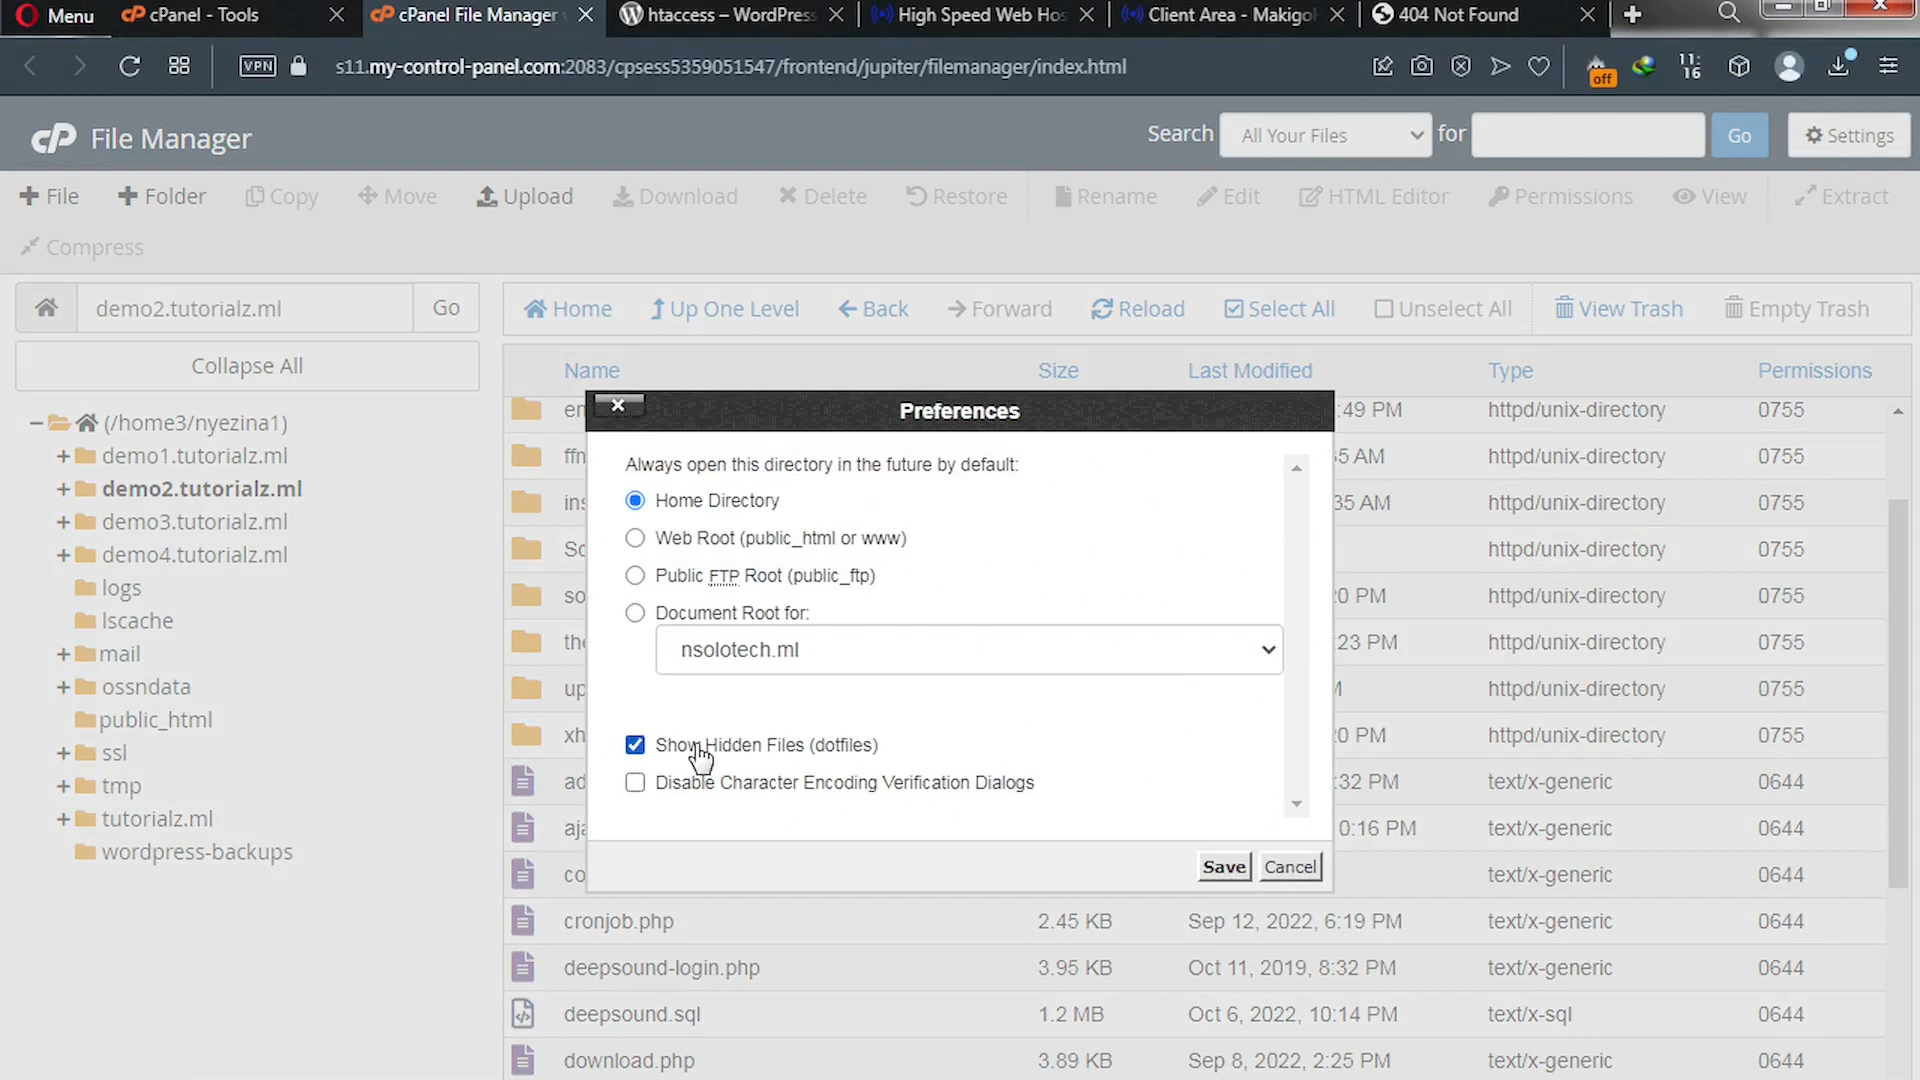 Menu
cPanel - Tools
cPanel File Manager
htaccess – WordPress
High Speed Web Hos
Client Area - Makigol
404 Not Found
VPN
s11.my-control-panel.com:2083/cpsess5359051547/frontend/jupiter/filemanager/index.html
off
11:
16
cP File Manager
Search
All Your Files
for
Go
Settings
File
Folder
Copy
Move
Upload
Download
Delete
Restore
Rename
Edit
HTML Editor
Permissions
View
Extract
Compress
demo2.tutorialz.ml
Go
Home
Up One Level
Back
Forward
Reload
Select All
Unselect All
View Trash
Empty Trash
Collapse All
Name Size Last Modified Type Permissions
(/home3/nyezina1)
demo1.tutorialz.ml
demo2.tutorialz.ml
demo3.tutorialz.ml
demo4.tutorialz.ml
logs
lscache
mail
ossndata
public_html
ssl
tmp
tutorialz.ml
wordpress-backups
:49 PM httpd/unix-directory 0755
ffn 5 AM httpd/unix-directory 0755
ins 35 AM httpd/unix-directory 0755
httpd/unix-directory 0755
so 0 PM httpd/unix-directory 0755
the :23 PM httpd/unix-directory 0755
up httpd/unix-directory 0755
xh 0 PM httpd/unix-directory 0755
ad :32 PM text/x-generic 0644
aja 0:16 PM text/x-generic 0644
co text/x-generic 0644
cronjob.php 2.45 KB Sep 12, 2022, 6:19 PM text/x-generic 0644
deepsound-login.php 3.95 KB Oct 11, 2019, 8:32 PM text/x-generic 0644
deepsound.sql 1.2 MB Oct 6, 2022, 10:14 PM text/x-sql 0644
download.php 3.89 KB Sep 8, 2022, 2:25 PM text/x-generic 0644
Preferences
Always open this directory in the future by default:
Home Directory
Web Root (public_html or www)
Public FTP Root (public_ftp)
Document Root for:
nsolotech.ml
Show Hidden Files (dotfiles)
Disable Character Encoding Verification Dialogs
Save
Cancel